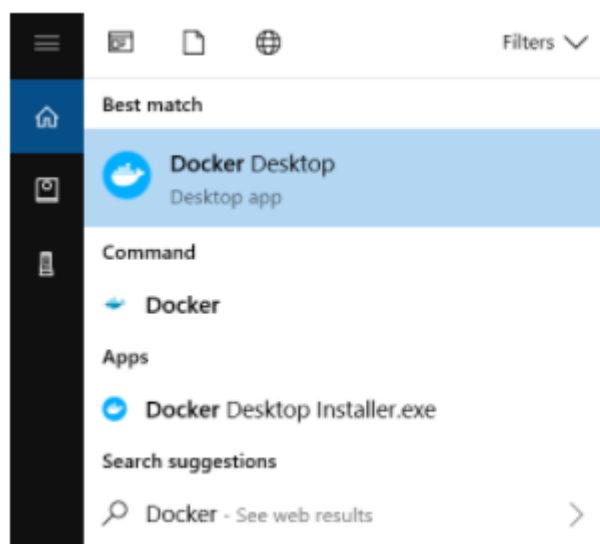 Filters
Best match
Docker Desktop
Desktop app
Command
Docker
Apps
Docker Desktop Installer.exe
Search suggestions
Docker - See web results